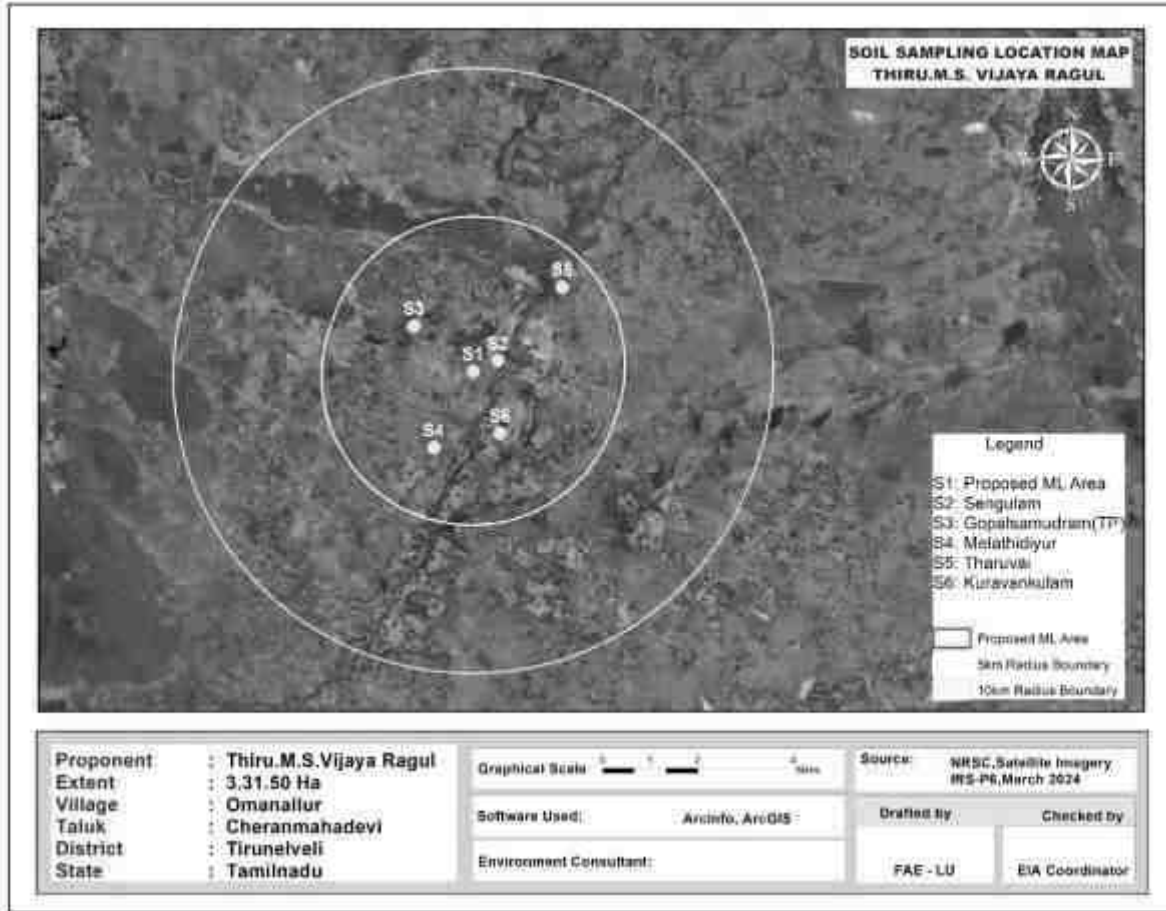 SOIL SAMPLING LOCATION MAP
THIRU.M.S. VIJAYA RAGUL
N
E
S
S5
S3
S2
S1
S6
S4
Legend
S1: Proposed ML Area
S2: Sengulam
S3: Gopalsamudram(TP)
S4: Melathidiyur
S5: Tharuvai
S6: Kuravankulam
Proposed ML Area
5km Radius Boundary
10km Radius Boundary
Proponent : Thiru.M.S.Vijaya Ragul
Extent : 3.31.50 Ha
Village : Omanallur
Taluk : Cheranmahadevi
District : Tirunelveli
State : Tamilnadu
Graphical Scale 0 1 2 4
Software Used: Arcinfo, ArcGIS
Environment Consultant:
Source: NRSC,Satellite Imagery
IRS-P6,March 2024
Drafted by Checked by
FAE - LU EIA Coordinator